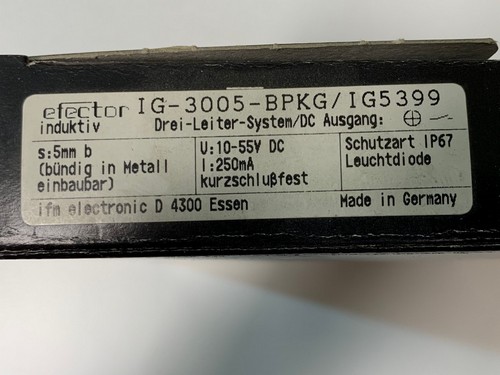 efector IG-3005-BPKG/IG5399
induktiv Drei-Leiter-System/DC Ausgang:
s:5mm b
(bündig in Metall
einbaubar)
U:10-55V DC
I:250mA
kurzschlußfest
Schutzart IP67
Leuchtdiode
ifm electronic D 4300 Essen Made in Germany